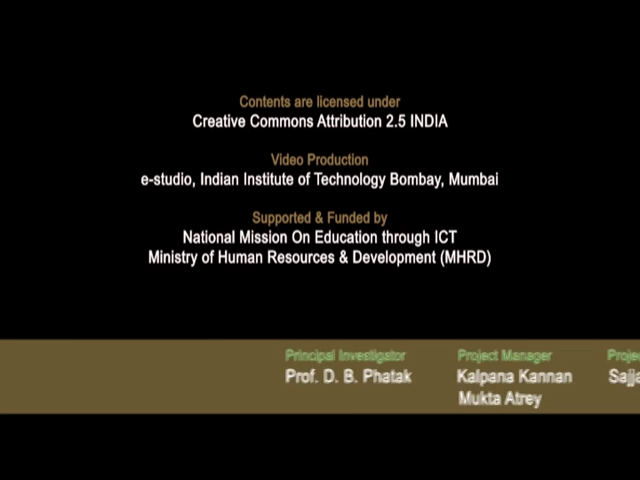 Contents are licensed under
Creative Commons Attribution 2.5 INDIA
Video Production
e-studio, Indian Institute of Technology Bombay, Mumbai
Supported & Funded by
National Mission On Education through ICT
Ministry of Human Resources & Development (MHRD)
Principal Investigator Project Manager
Prof. D. B. Phatak Kalpana Kannan
Mukta Atrey